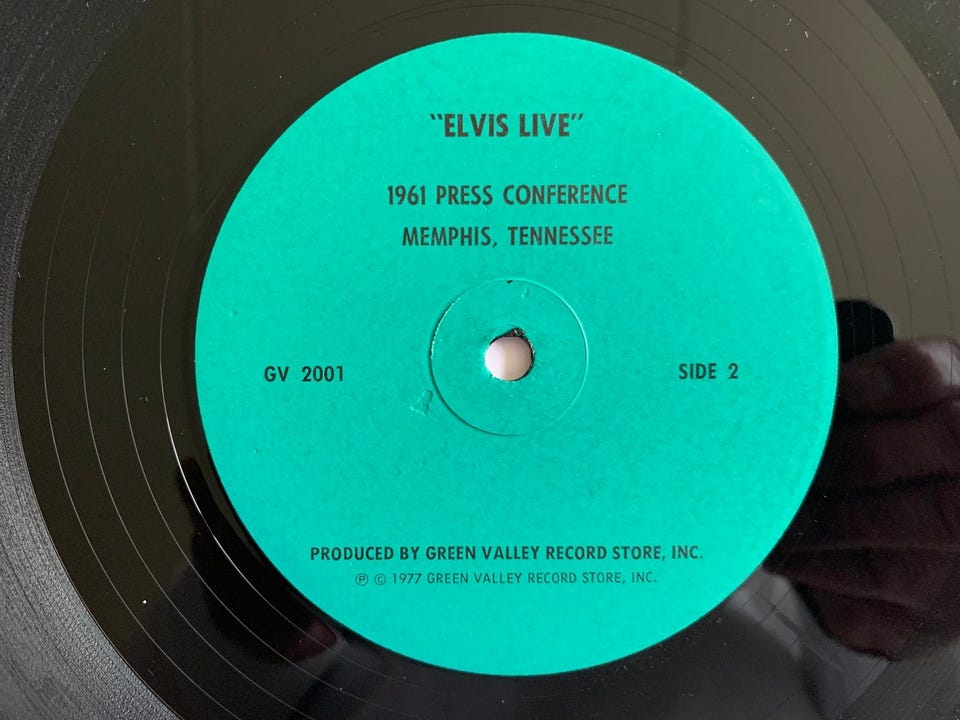 "ELVIS LIVE"
1961 PRESS CONFERENCE
MEMPHIS, TENNESSEE
GV 2001
SIDE 2
PRODUCED BY GREEN VALLEY RECORD STORE, INC.
℗ © 1977 GREEN VALLEY RECORD STORE, INC.